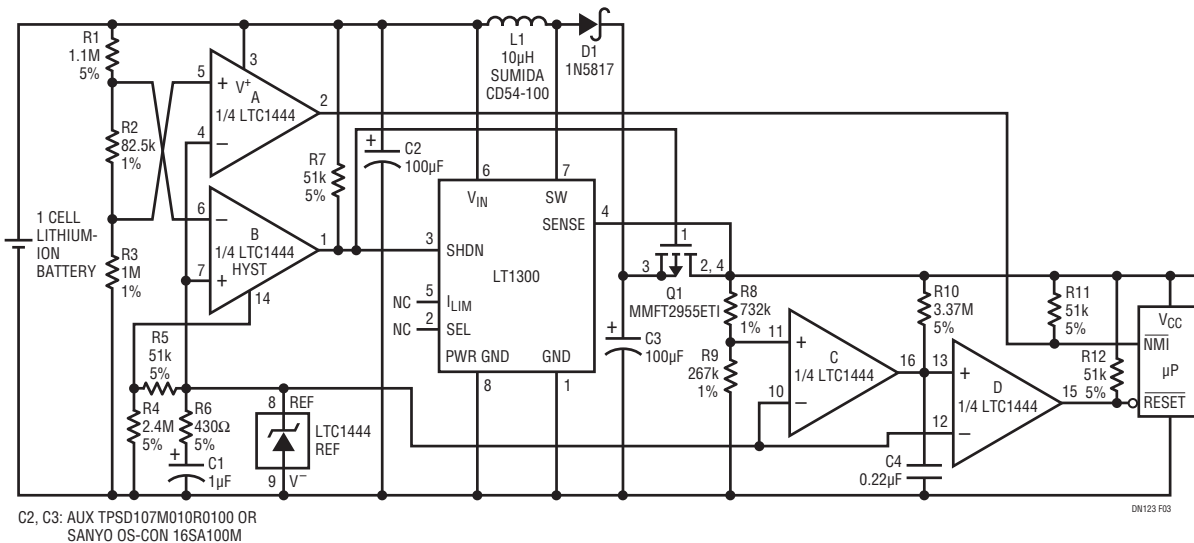 R1
1.1M
5%
R2
82.5k
1%
R3
1M
1%
1 CELL
LITHIUM-
ION
BATTERY
5
4
+
–
3
V+
A
1/4 LTC1444
2
6
7
–
+
B
1/4 LTC1444
HYST
14
1
R5
51k
5%
R4
2.4M
5%
R6
430Ω
5%
+
C1
1µF
8 REF
LTC1444
REF
9 V–
R7
51k
5%
+
C2
100µF
L1
10µH
SUMIDA
CD54-100
D1
1N5817
6
7
VIN
SW
SENSE
4
3
SHDN
LT1300
NC
5
ILIM
NC
2
SEL
PWR GND
GND
8
1
1
3
2, 4
Q1
MMFT2955ETI
+
C3
100µF
R8
732k
1%
R9
267k
1%
11
10
+
–
C
1/4 LTC1444
16
R10
3.37M
5%
13
12
+
–
D
1/4 LTC1444
15
C4
0.22µF
R11
51k
5%
R12
51k
5%
VCC
NMI
µP
RESET
DN123 F03
C2, C3: AUX TPSD107M010R0100 OR
SANYO OS-CON 16SA100M